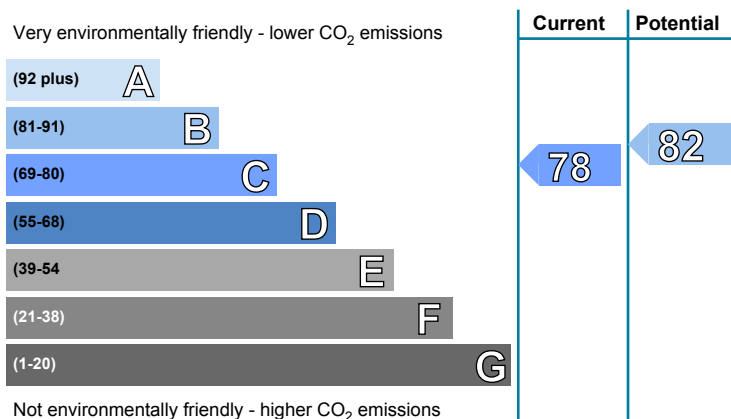 Current Potential
Very environmentally friendly - lower CO2 emissions
(92 plus) A
(81-91) B
(69-80) C
78
82
(55-68) D
(39-54 E
(21-38) F
(1-20) G
Not environmentally friendly - higher CO2 emissions